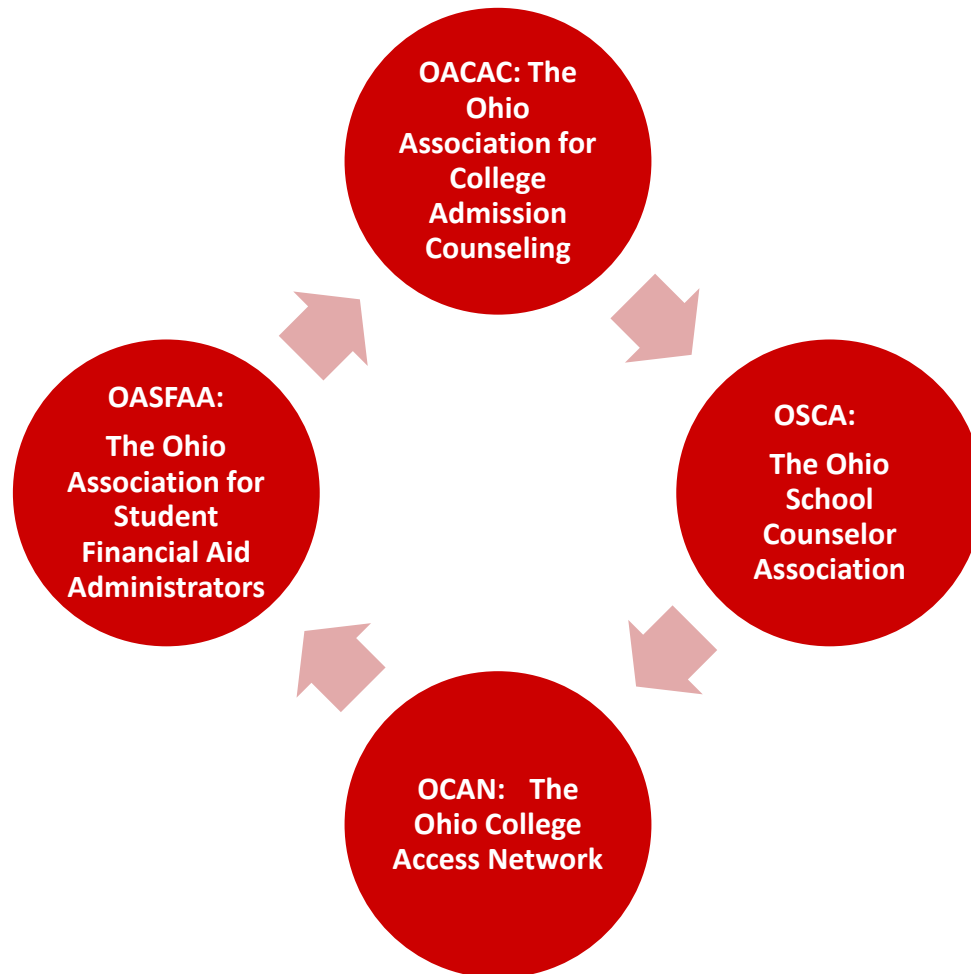 OACAC: The
Ohio
Association for
College
Admission
Counseling
OSCA:
The Ohio
School
Counselor
Association
OCAN: The
Ohio College
Access Network
OASFAA:
The Ohio
Association for
Student
Financial Aid
Administrators